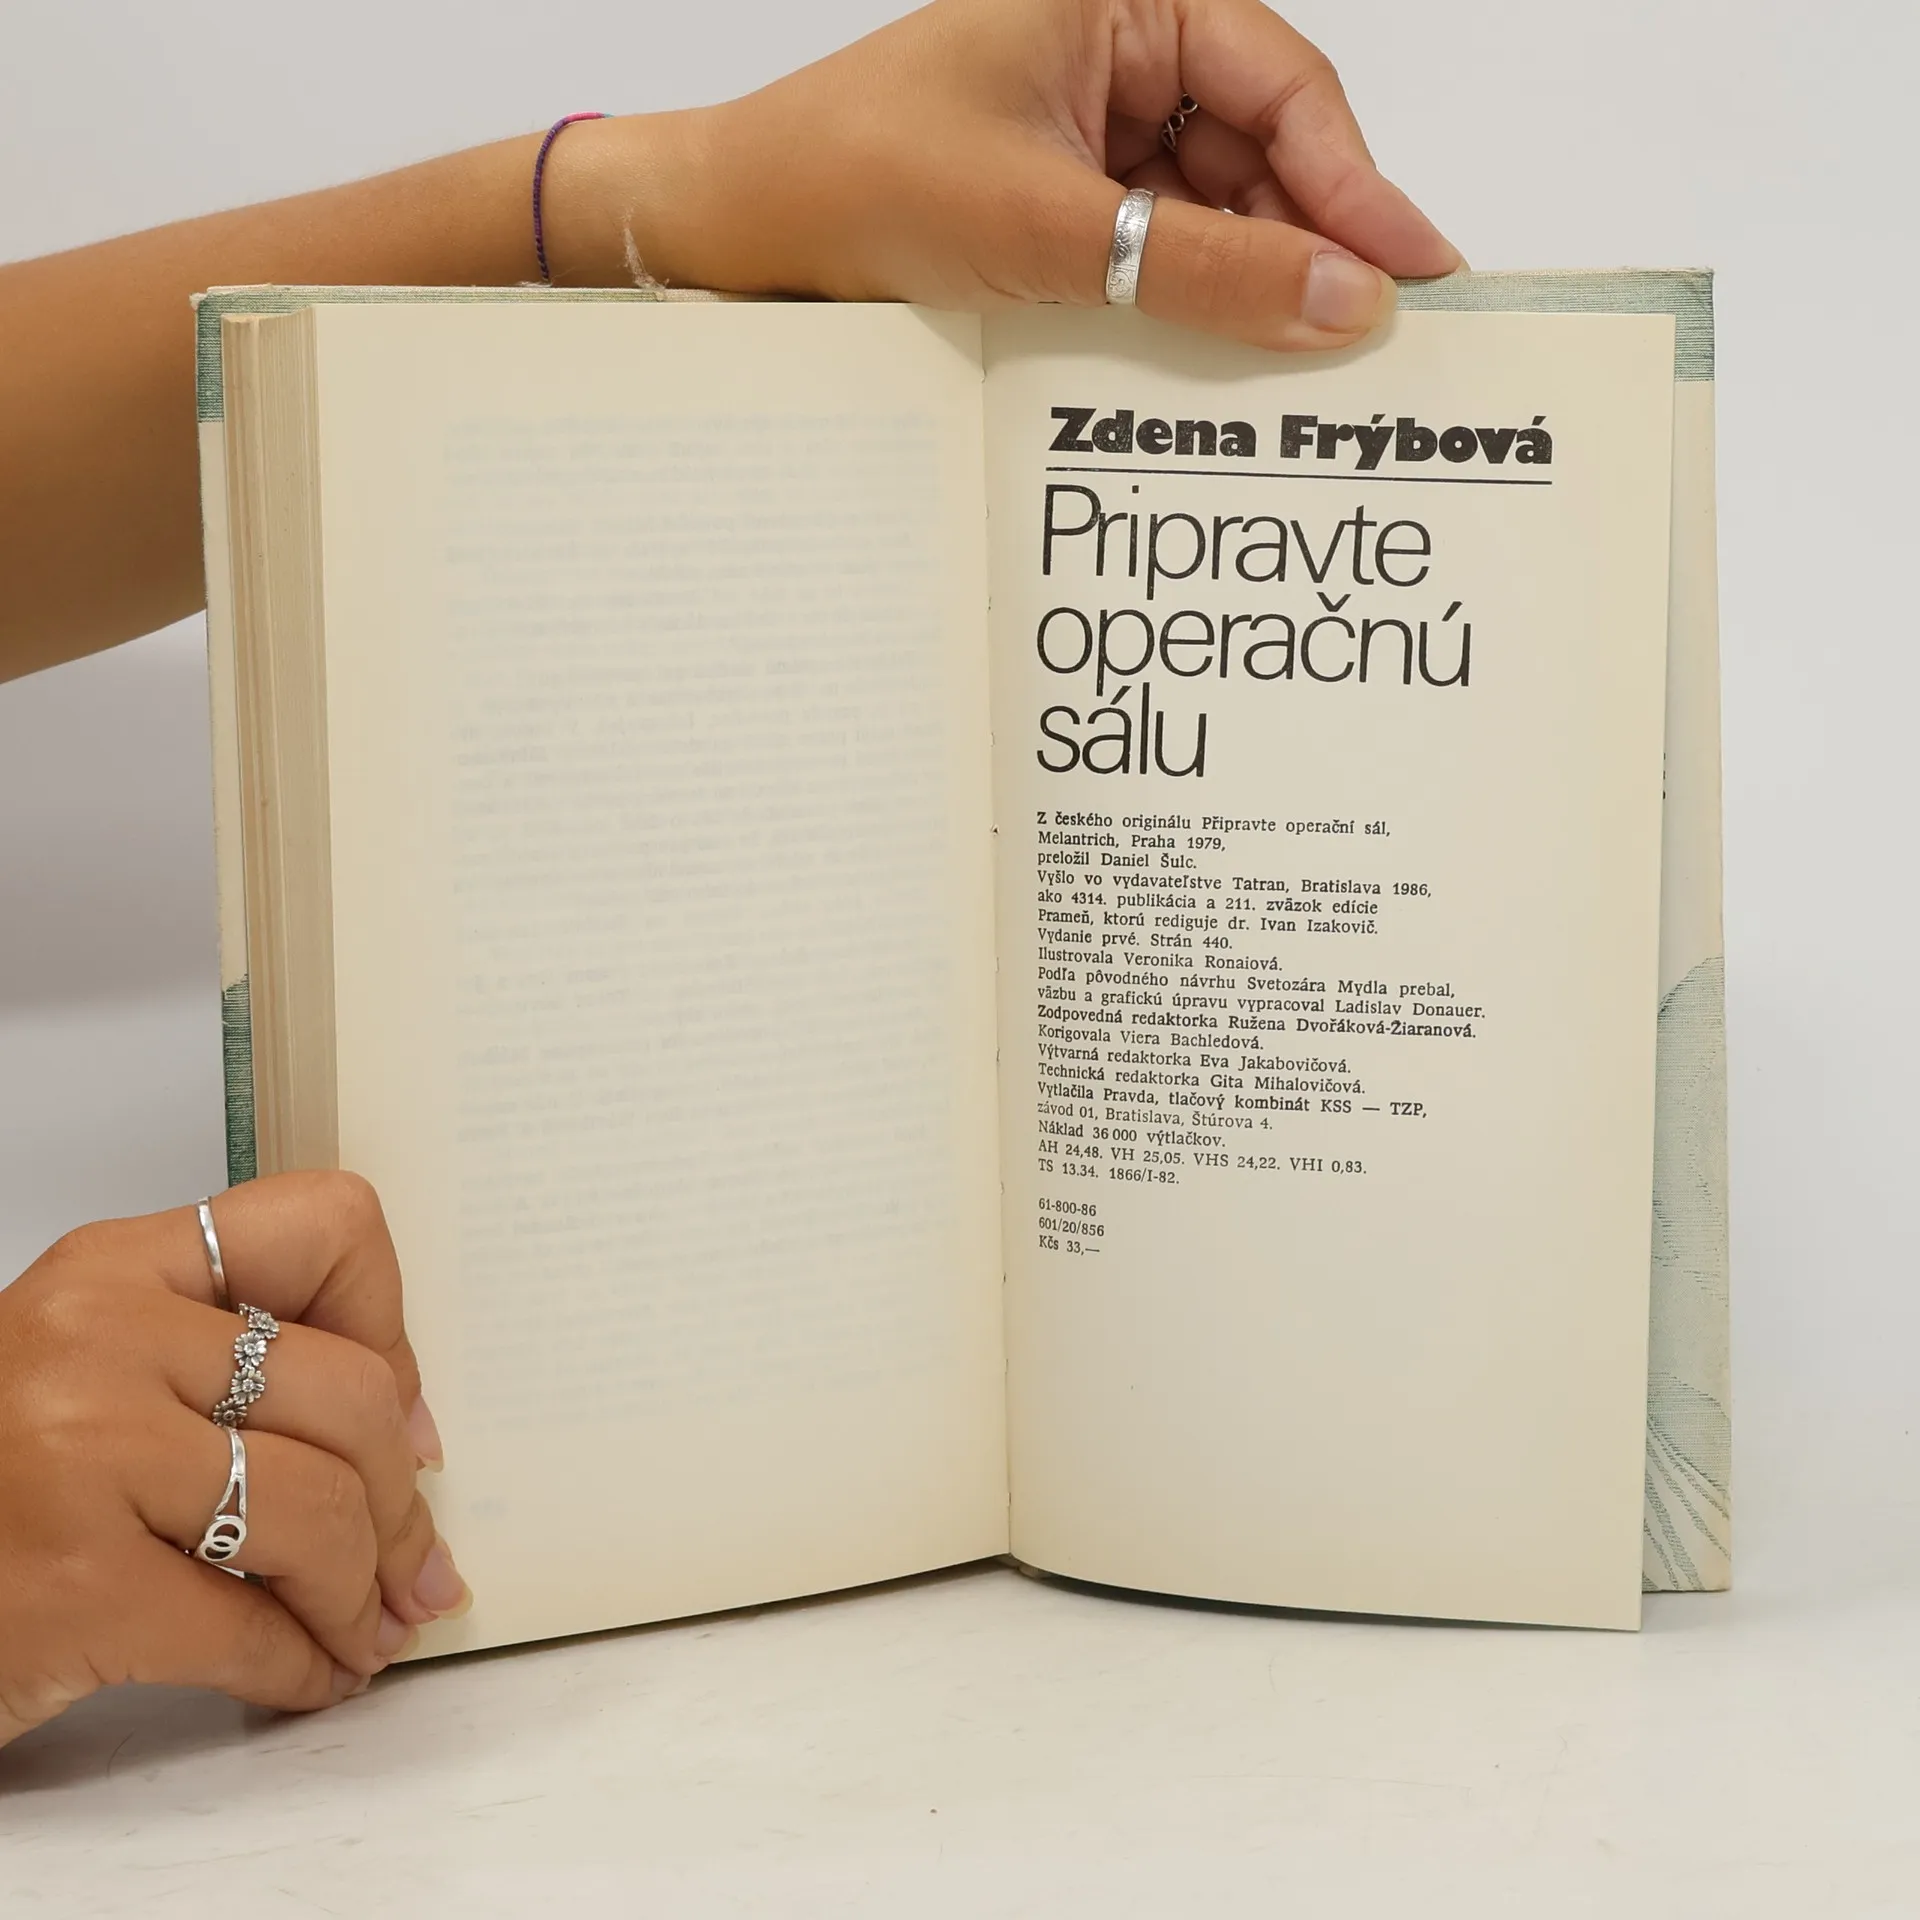 Zdena Frýbová
Pripravte
operačnú
sálu
Z českého originálu Připravte operační sál,
Melantrich, Praha 1979,
preložil Daniel Šulc.
Vyšlo vo vydavateľstve Tatran, Bratislava 1986,
ako 4314. publikácia a 211. zväzok edície
Prameň, ktorú rediguje dr. Ivan Izakovič.
Vydanie prvé. Strán 440.
Ilustrovala Veronika Ronaiová.
Podľa pôvodného návrhu Svetozára Mydla prebal,
väzbu a grafickú úpravu vypracoval Ladislav Donauer.
Zodpovedná redaktorka Ružena Dvořáková-Žiaranová.
Korigovala Viera Bachledová.
Výtvarná redaktorka Eva Jakabovičová.
Technická redaktorka Gita Mihalovičová.
Vytlačila Pravda, tlačový kombinát KSS — TZP,
závod 01, Bratislava, Štúrova 4.
Náklad 36 000 výtlačkov.
AH 24,48. VH 25,05. VHS 24,22. VHI 0,83.
TS 13.34. 1866/I-82.
61-800-86
601/20/856
Kčs 33,—